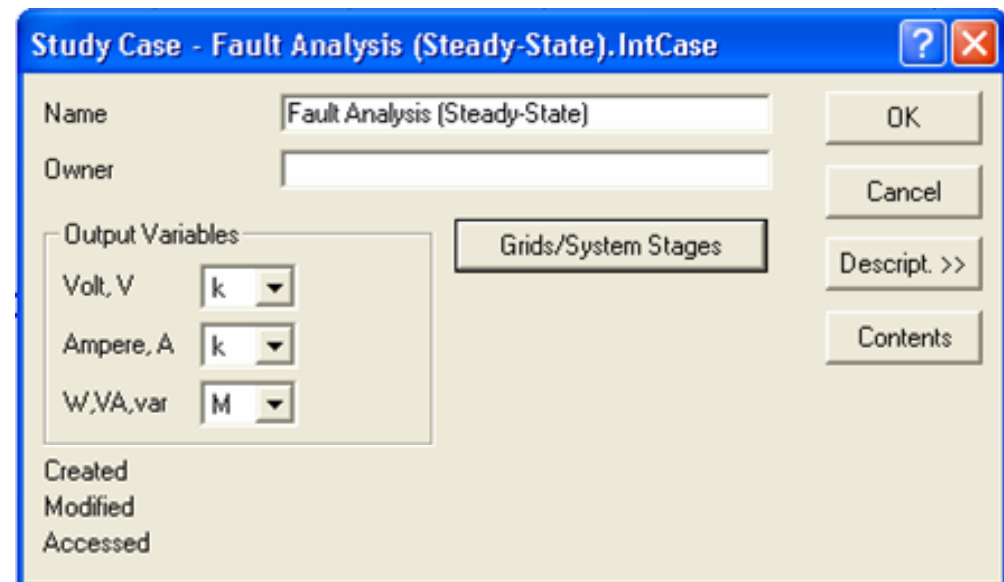 Study Case - Fault Analysis (Steady-State).IntCase
Name
Fault Analysis (Steady-State)
OK
Owner
Cancel
Output Variables
Grids/System Stages
Descript. >>
Volt, V
k
Ampere, A
k
Contents
W,VA,var
M
Created
Modified
Accessed